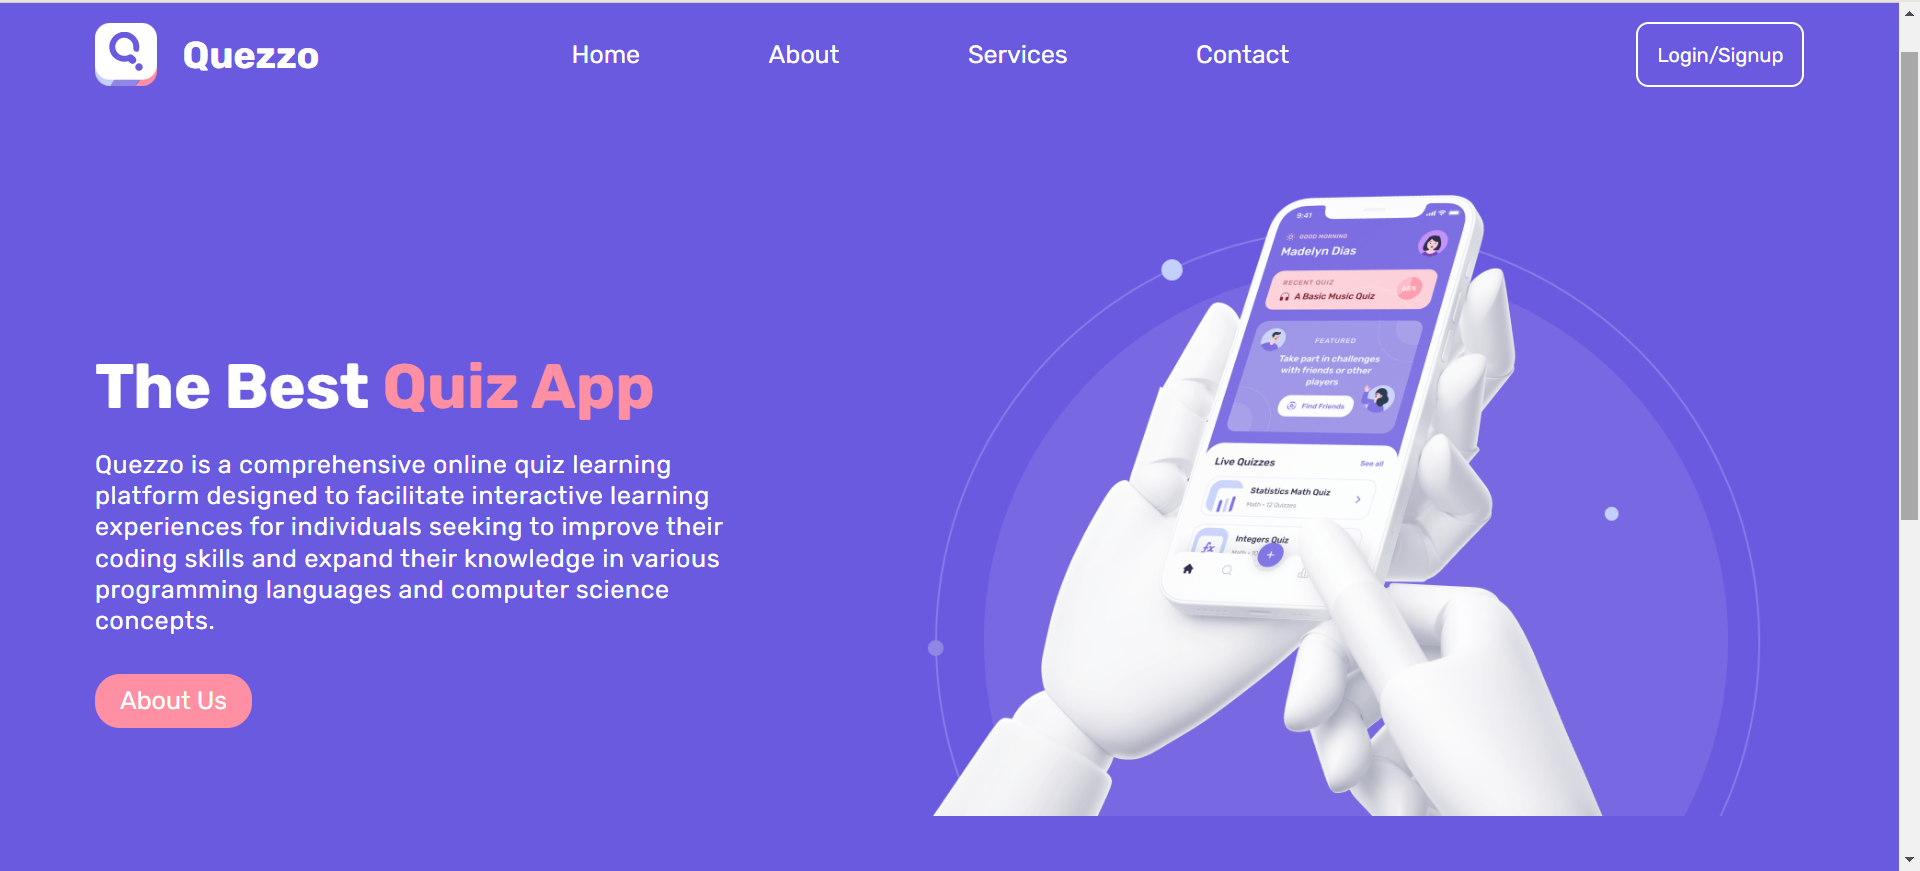 Quezzo
Home
About
Services
Contact
Login/Signup
The Best Quiz App
Quezzo is a comprehensive online quiz learning
platform designed to facilitate interactive learning
experiences for individuals seeking to improve their
coding skills and expand their knowledge in various
programming languages and computer science
concepts.
About Us
9:41
GOOD MORNING
Madelyn Dias
RECENT QUIZ
A Basic Music Quiz
65%
FEATURED
Take part in challenges
with friends or other
players
Find Friends
Live Quizzes
See all
Statistics Math Quiz
Math • 12 Quizzes
Integers Quiz
fx
Math • 10